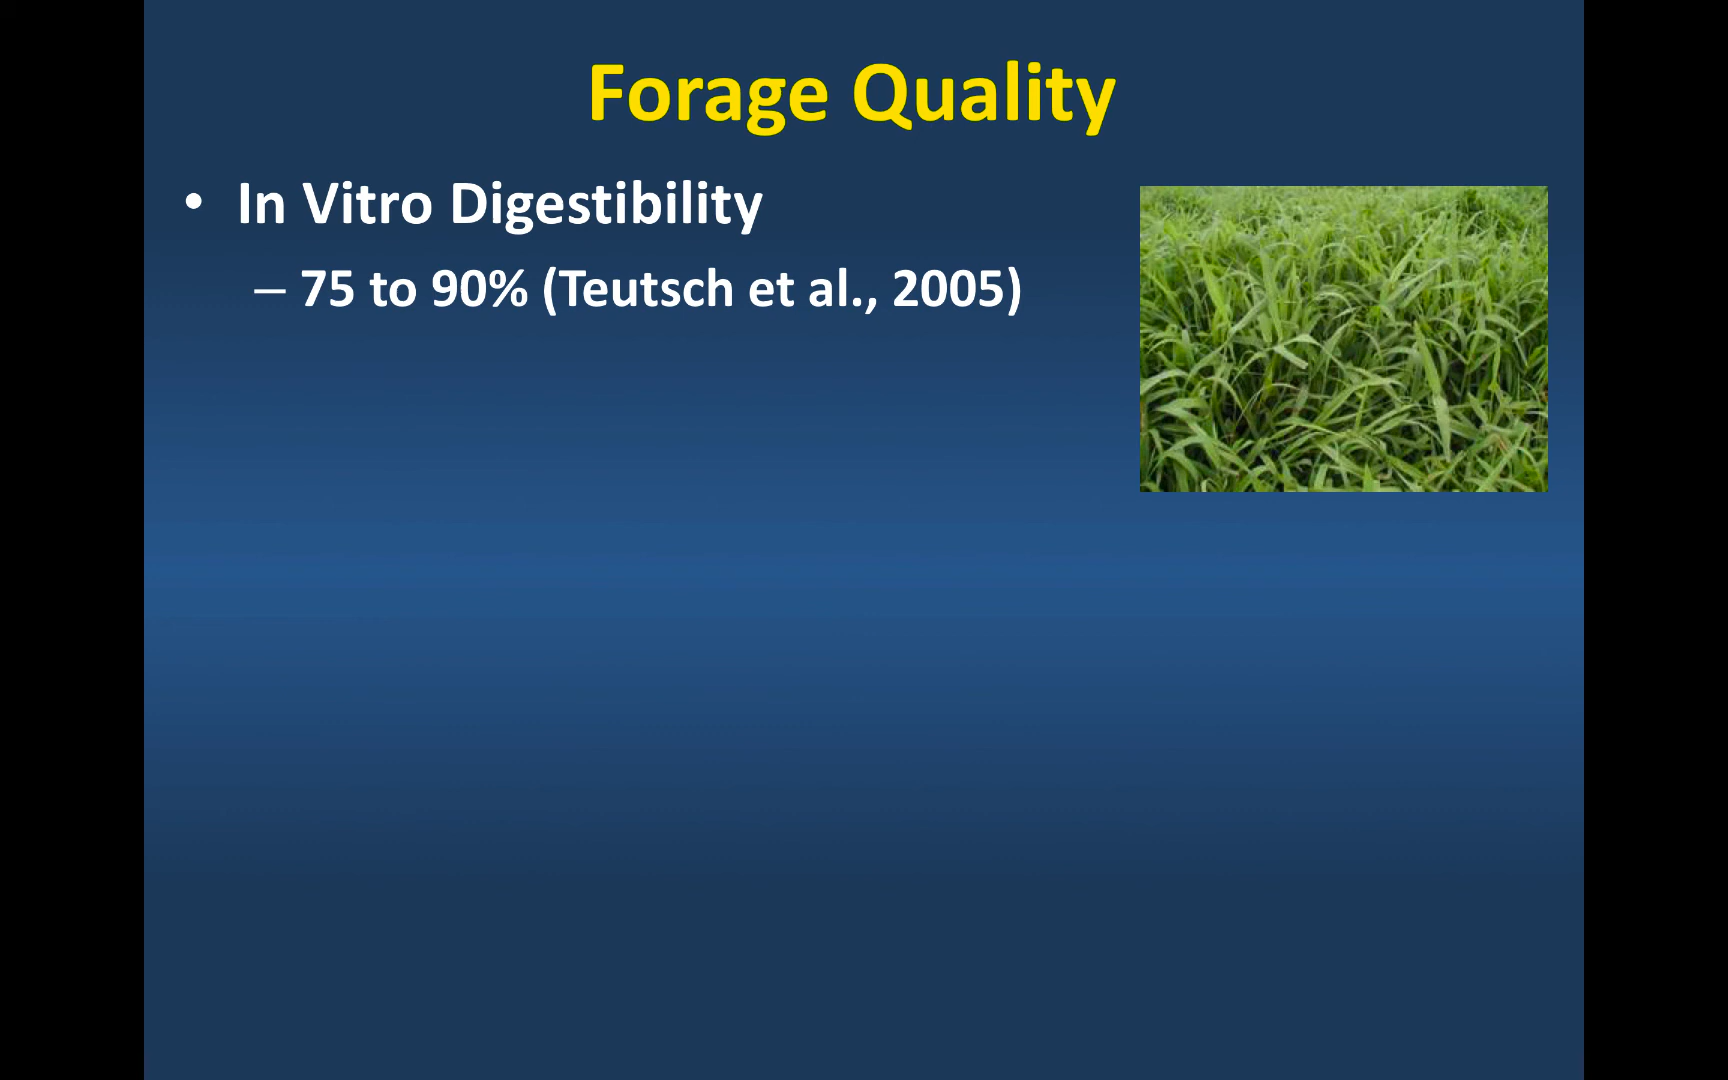 Forage Quality
• In Vitro Digestibility
– 75 to 90% (Teutsch et al., 2005)